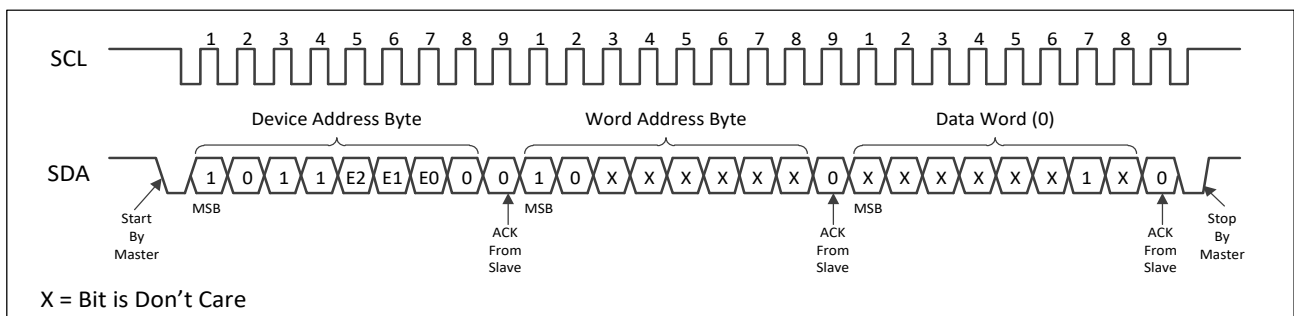 1 2 3 4 5 6 7 8 9 1 2 3 4 5 6 7 8 9 1 2 3 4 5 6 7 8 9
SCL
Device Address Byte Word Address Byte Data Word (0)
SDA 1 0 1 1 E2 E1 E0 0 0 1 0 X X X X X X 0 X X X X X X 1 X 0
MSB MSB MSB
Start
By
Master
ACK
From
Slave
ACK
From
Slave
ACK
From
Slave
Stop
By
Master
X = Bit is Don't Care